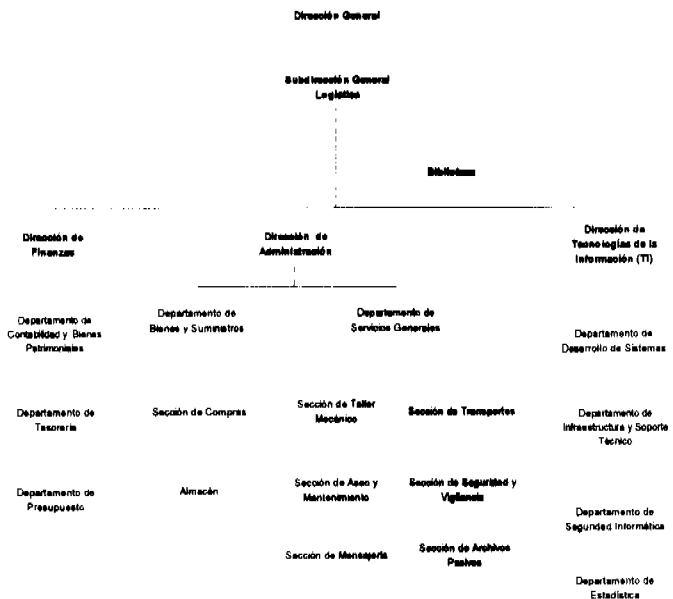 Dirección General
Subdirección General
Logística
Biblioteca
Dirección de
Finanzas
Dirección de
Administración
Dirección de
Tecnologías de la
Información (TI)
Departamento de
Contabilidad y Bienes
Patrimoniales
Departamento de
Bienes y Suministros
Departamento de
Servicios Generales
Departamento de
Desarrollo de Sistemas
Departamento de
Tesorería
Sección de Compras
Sección de Taller
Mecánico
Sección de Transportes
Departamento de
Infraestructura y Soporte
Técnico
Departamento de
Presupuesto
Almacén
Sección de Aseo y
Mantenimiento
Sección de Seguridad y
Vigilancia
Departamento de
Seguridad Informática
Sección de Mensajería
Sección de Archivos
Pasivos
Departamento de
Estadística